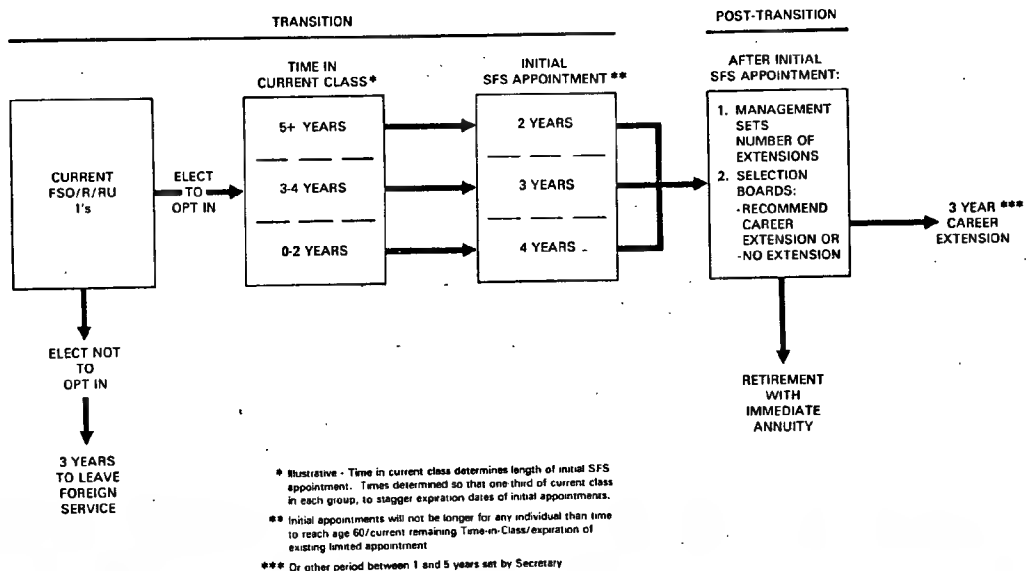 TRANSITION
POST-TRANSITION
TIME IN
CURRENT CLASS*
INITIAL
SFS APPOINTMENT**
AFTER INITIAL
SFS APPOINTMENT:
CURRENT
FSO/R/RU
1's
ELECT
TO
OPT IN
5+ YEARS
3-4 YEARS
0-2 YEARS
2 YEARS
3 YEARS
4 YEARS
1. MANAGEMENT
SETS
NUMBER OF
EXTENSIONS
2. SELECTION
BOARDS:
-RECOMMEND
CAREER
EXTENSION OR
-NO EXTENSION
3 YEAR***
CAREER
EXTENSION
ELECT NOT
TO
OPT IN
3 YEARS
TO LEAVE
FOREIGN
SERVICE
RETIREMENT
WITH
IMMEDIATE
ANNUITY
* Illustrative - Time in current class determines length of initial SFS
appointment. Times determined so that one-third of current class
in each group, to stagger expiration dates of initial appointments.
** Initial appointments will not be longer for any individual than time
to reach age 60/current remaining Time-in-Class/expiration of
existing limited appointment
*** Or other period between 1 and 5 years set by Secretary